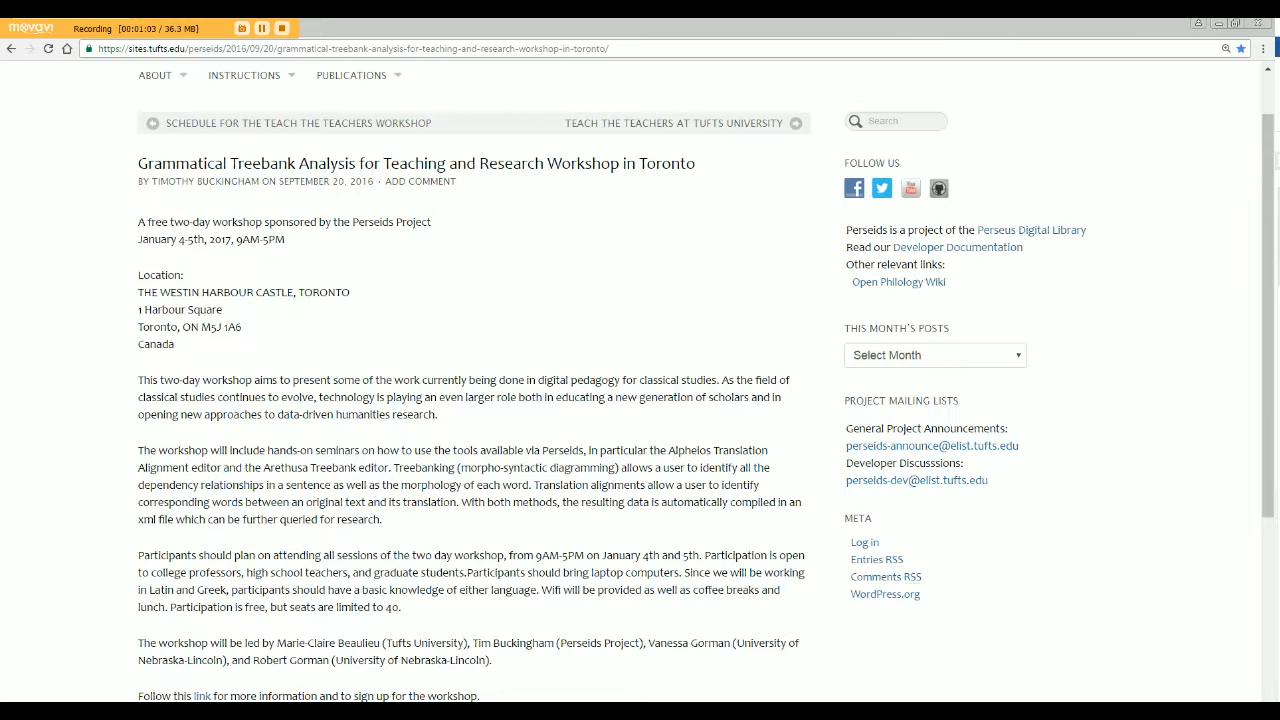 movavi
Recording [00:01:03 / 36.3 MB]
https://sites.tufts.edu/perseids/2016/09/20/grammatical-treebank-analysis-for-teaching-and-research-workshop-in-toronto/
ABOUT INSTRUCTIONS PUBLICATIONS
SCHEDULE FOR THE TEACH THE TEACHERS WORKSHOP TEACH THE TEACHERS AT TUFTS UNIVERSITY
Grammatical Treebank Analysis for Teaching and Research Workshop in Toronto
BY TIMOTHY BUCKINGHAM ON SEPTEMBER 20, 2016 · ADD COMMENT
A free two-day workshop sponsored by the Perseids Project
January 4-5th, 2017, 9AM-5PM
Location:
THE WESTIN HARBOUR CASTLE, TORONTO
1 Harbour Square
Toronto, ON M5J 1A6
Canada
This two-day workshop aims to present some of the work currently being done in digital pedagogy for classical studies. As the field of
classical studies continues to evolve, technology is playing an even larger role both in educating a new generation of scholars and in
opening new approaches to data-driven humanities research.
The workshop will include hands-on seminars on how to use the tools available via Perseids, in particular the Alpheios Translation
Alignment editor and the Arethusa Treebank editor. Treebanking (morpho-syntactic diagramming) allows a user to identify all the
dependency relationships in a sentence as well as the morphology of each word. Translation alignments allow a user to identify
corresponding words between an original text and its translation. With both methods, the resulting data is automatically compiled in an
xml file which can be further queried for research.
Participants should plan on attending all sessions of the two day workshop, from 9AM-5PM on January 4th and 5th. Participation is open
to college professors, high school teachers, and graduate students.Participants should bring laptop computers. Since we will be working
in Latin and Greek, participants should have a basic knowledge of either language. Wifi will be provided as well as coffee breaks and
lunch. Participation is free, but seats are limited to 40.
The workshop will be led by Marie-Claire Beaulieu (Tufts University), Tim Buckingham (Perseids Project), Vanessa Gorman (University of
Nebraska-Lincoln), and Robert Gorman (University of Nebraska-Lincoln).
Follow this link for more information and to sign up for the workshop.
Search
FOLLOW US
You Tube
Perseids is a project of the Perseus Digital Library
Read our Developer Documentation
Other relevant links:
Open Philology Wiki
THIS MONTH'S POSTS
Select Month
PROJECT MAILING LISTS
General Project Announcements:
perseids-announce@elist.tufts.edu
Developer Discusssions:
perseids-dev@elist.tufts.edu
META
Log in
Entries RSS
Comments RSS
WordPress.org